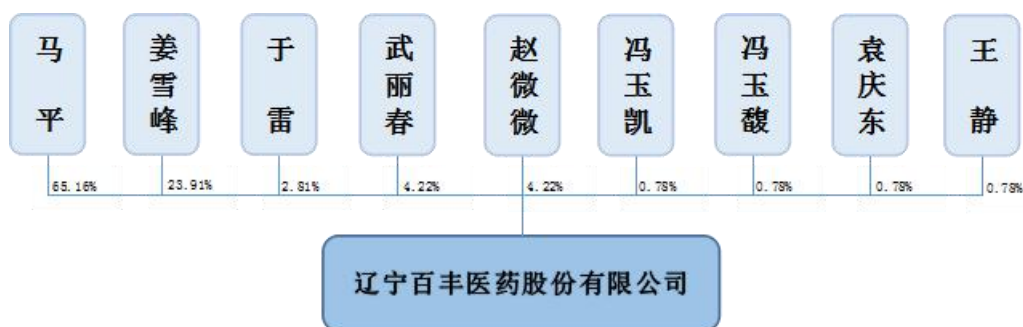 马平
姜雪峰
于雷
武丽春
赵微微
冯玉凯
冯玉馥
袁庆东
王静
65.16%
23.91%
2.81%
4.22%
4.22%
0.78%
0.78%
0.78%
0.78%
辽宁百丰医药股份有限公司